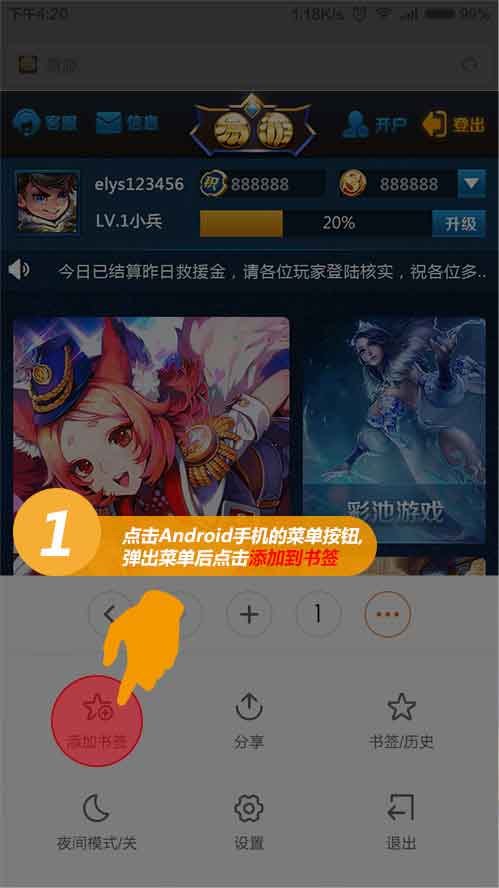 下午4:20
1.18K/s
99%
易游
客服
信息
易游
开户
登出
elys123456
祝
888888
888888
LV.1小兵
20%
升级
今日已结算昨日救援金，请各位玩家登陆核实，祝各位多..
彩池游戏
1
点击Android手机的菜单按钮,
弹出菜单后点击添加到书签
1
添加书签
分享
书签/历史
夜间模式/关
设置
退出